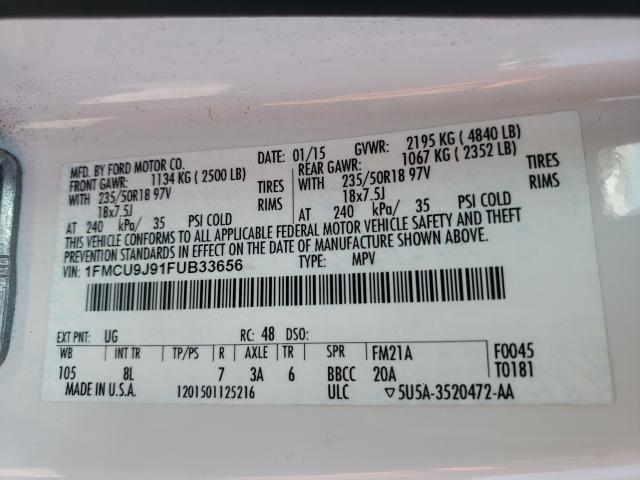 MFD. BY FORD MOTOR CO. DATE: 01/15 GVWR: 2195 KG ( 4840 LB)
FRONT GAWR: 1134 KG ( 2500 LB) REAR GAWR: 1067 KG ( 2352 LB)
WITH 235/50R18 97V TIRES WITH 235/50R18 97V TIRES
18x7.5J RIMS 18x7.5J RIMS
AT 240 kPa/ 35 PSI COLD AT 240 kPa/ 35 PSI COLD
THIS VEHICLE CONFORMS TO ALL APPLICABLE FEDERAL MOTOR VEHICLE SAFETY AND THEFT
PREVENTION STANDARDS IN EFFECT ON THE DATE OF MANUFACTURE SHOWN ABOVE.
VIN: 1FMCU9J91FUB33656 TYPE: MPV
EXT PNT: UG RC: 48 DSO:
WB INT TR TP/PS R AXLE TR SPR FM21A F0045
105 8L 7 3A 6 BBCC 20A T0181
MADE IN U.S.A. 1201501125216 ULC ▽5U5A-3520472-AA